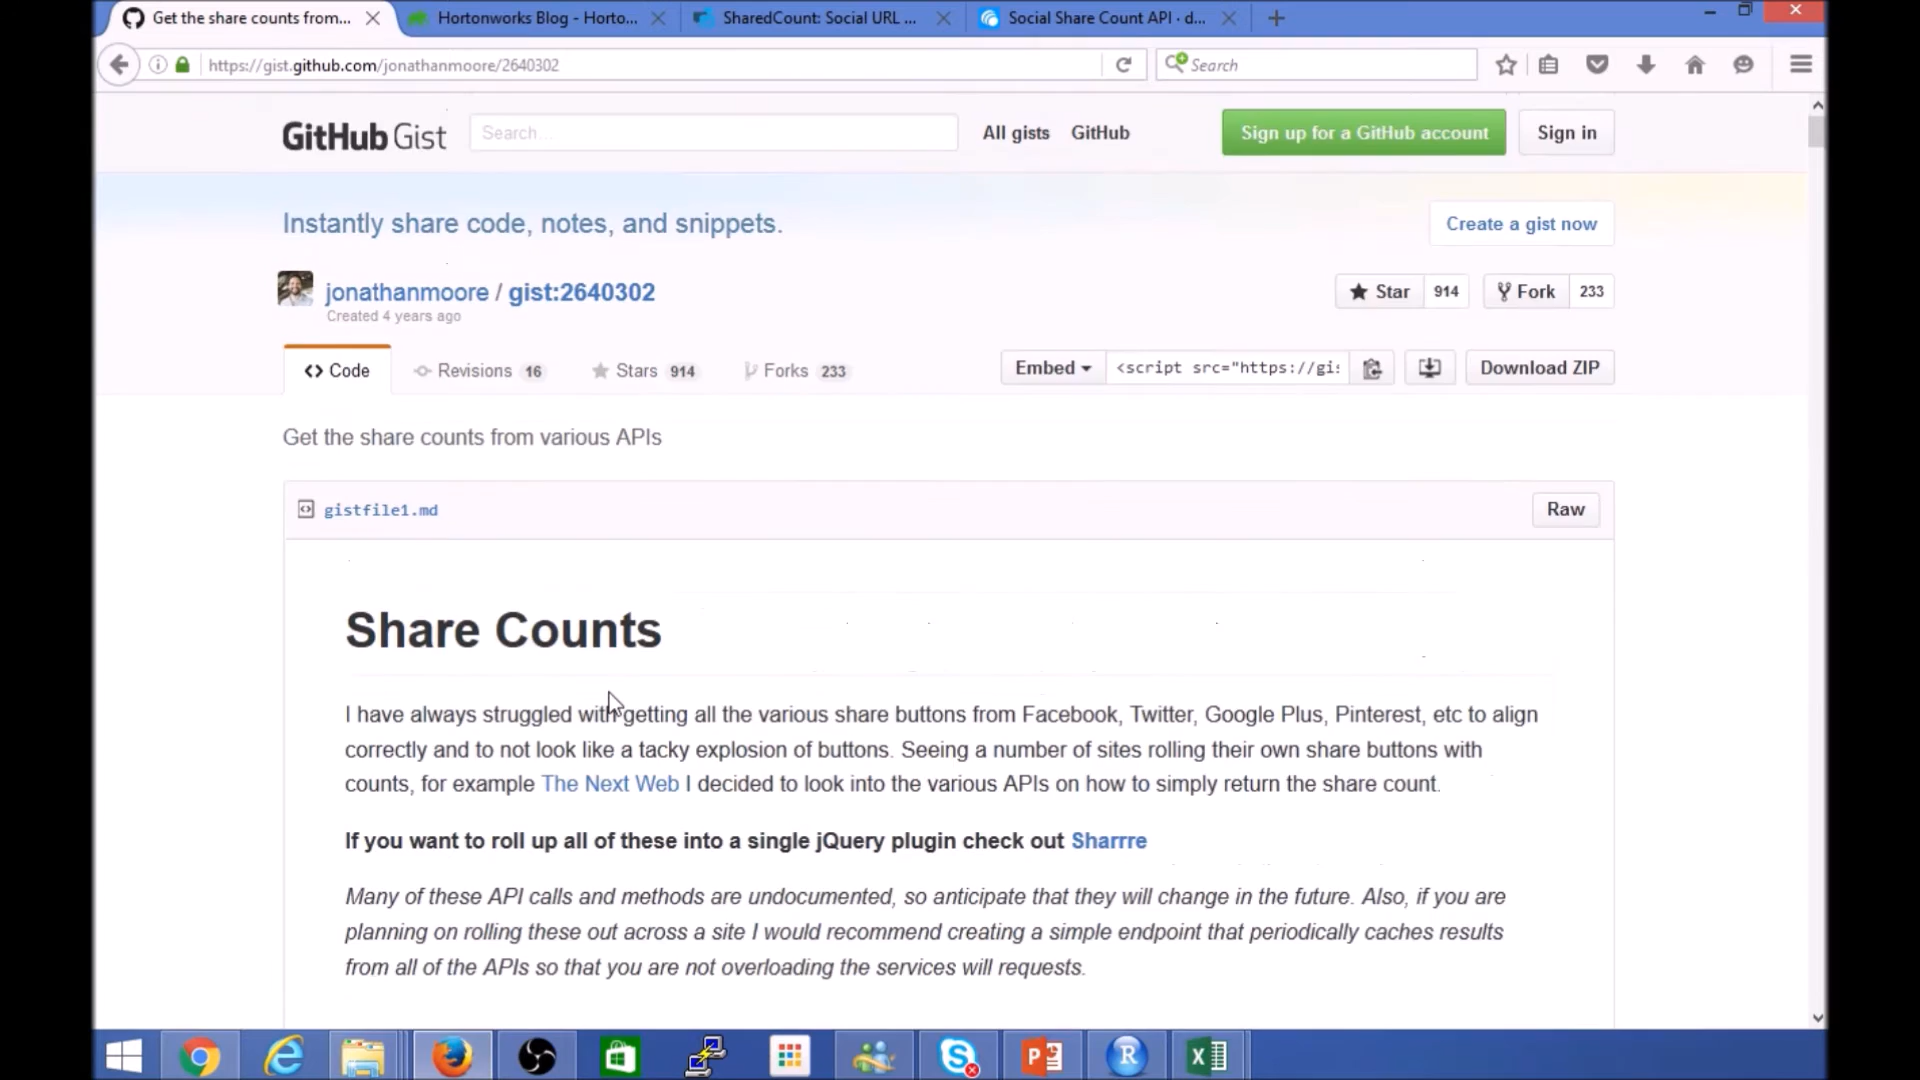 Get the share counts from...
Hortonworks Blog - Horto...
SharedCount: Social URL ...
Social Share Count API · d...
https://gist.github.com/jonathanmoore/2640302
Search
GitHub Gist
Search...
All gists
GitHub
Sign up for a GitHub account
Sign in
Instantly share code, notes, and snippets.
Create a gist now
jonathanmoore / gist:2640302
Created 4 years ago
Star 914
Fork 233
Code
Revisions 16
Stars 914
Forks 233
Embed
<script src="https://gi:
Download ZIP
Get the share counts from various APIs
gistfile1.md
Raw
Share Counts
I have always struggled with getting all the various share buttons from Facebook, Twitter, Google Plus, Pinterest, etc to align
correctly and to not look like a tacky explosion of buttons. Seeing a number of sites rolling their own share buttons with
counts, for example The Next Web I decided to look into the various APIs on how to simply return the share count.
If you want to roll up all of these into a single jQuery plugin check out Sharrre
Many of these API calls and methods are undocumented, so anticipate that they will change in the future. Also, if you are
planning on rolling these out across a site I would recommend creating a simple endpoint that periodically caches results
from all of the APIs so that you are not overloading the services will requests.